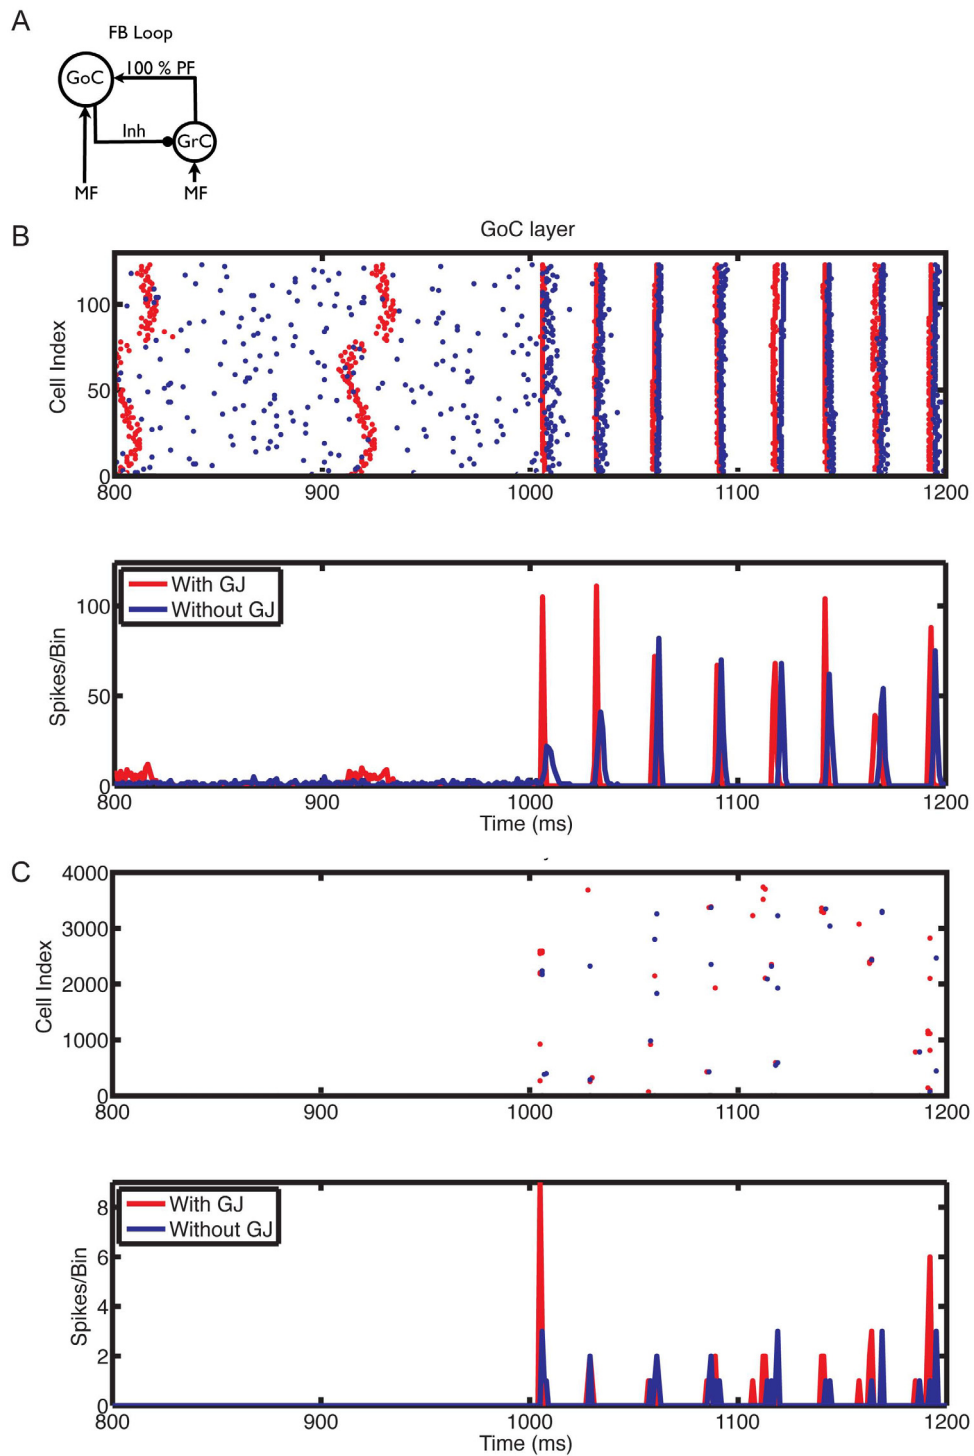 A
FB Loop
GoC
100 % PF
Inh
GrC
MF
MF
B
GoC layer
Cell Index
100
50
0
800
900
1000
1100
1200
With GJ
Without GJ
Spikes/Bin
100
50
0
800
900
1000
1100
1200
Time (ms)
C
Cell Index
4000
3000
2000
1000
0
800
900
1000
1100
1200
With GJ
Without GJ
Spikes/Bin
8
6
4
2
0
800
900
1000
1100
1200
Time (ms)